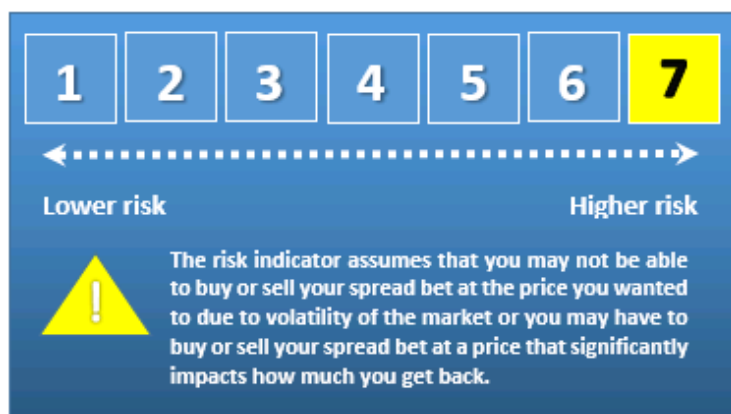 1 2 3 4 5 6 7
Lower risk Higher risk
! The risk indicator assumes that you may not be able
to buy or sell your spread bet at the price you wanted
to due to volatility of the market or you may have to
buy or sell your spread bet at a price that significantly
impacts how much you get back.